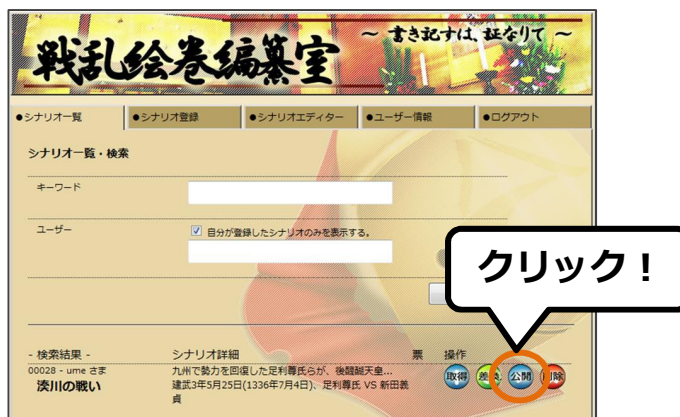 戦乱絵巻編纂室
～ 書き記すは、証なりて ～
●シナリオ一覧
●シナリオ登録
●シナリオエディター
●ユーザー情報
●ログアウト
シナリオ一覧・検索
キーワード
ユーザー
自分が登録したシナリオのみを表示する。
クリック！
- 検索結果 -
シナリオ詳細
票
操作
00028 - ume さま
湊川の戦い
九州で勢力を回復した足利尊氏らが、後醍醐天皇...
建武3年5月25日(1336年7月4日)、足利尊氏 VS 新田義
貞
取得
差換
公開
削除